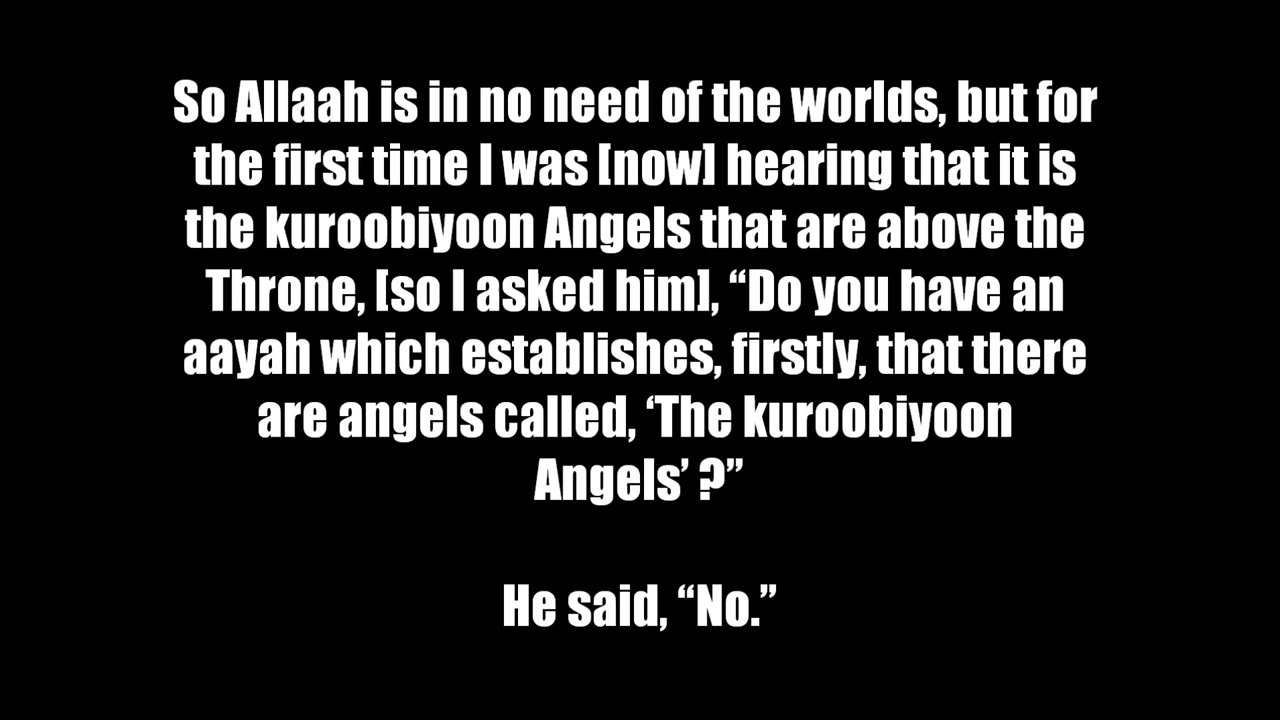 So Allaah is in no need of the worlds, but for
the first time I was [now] hearing that it is
the kuroobiyoon Angels that are above the
Throne, [so I asked him], “Do you have an
aayah which establishes, firstly, that there
are angels called, ‘The kuroobiyoon
Angels’ ?”
He said, “No.”